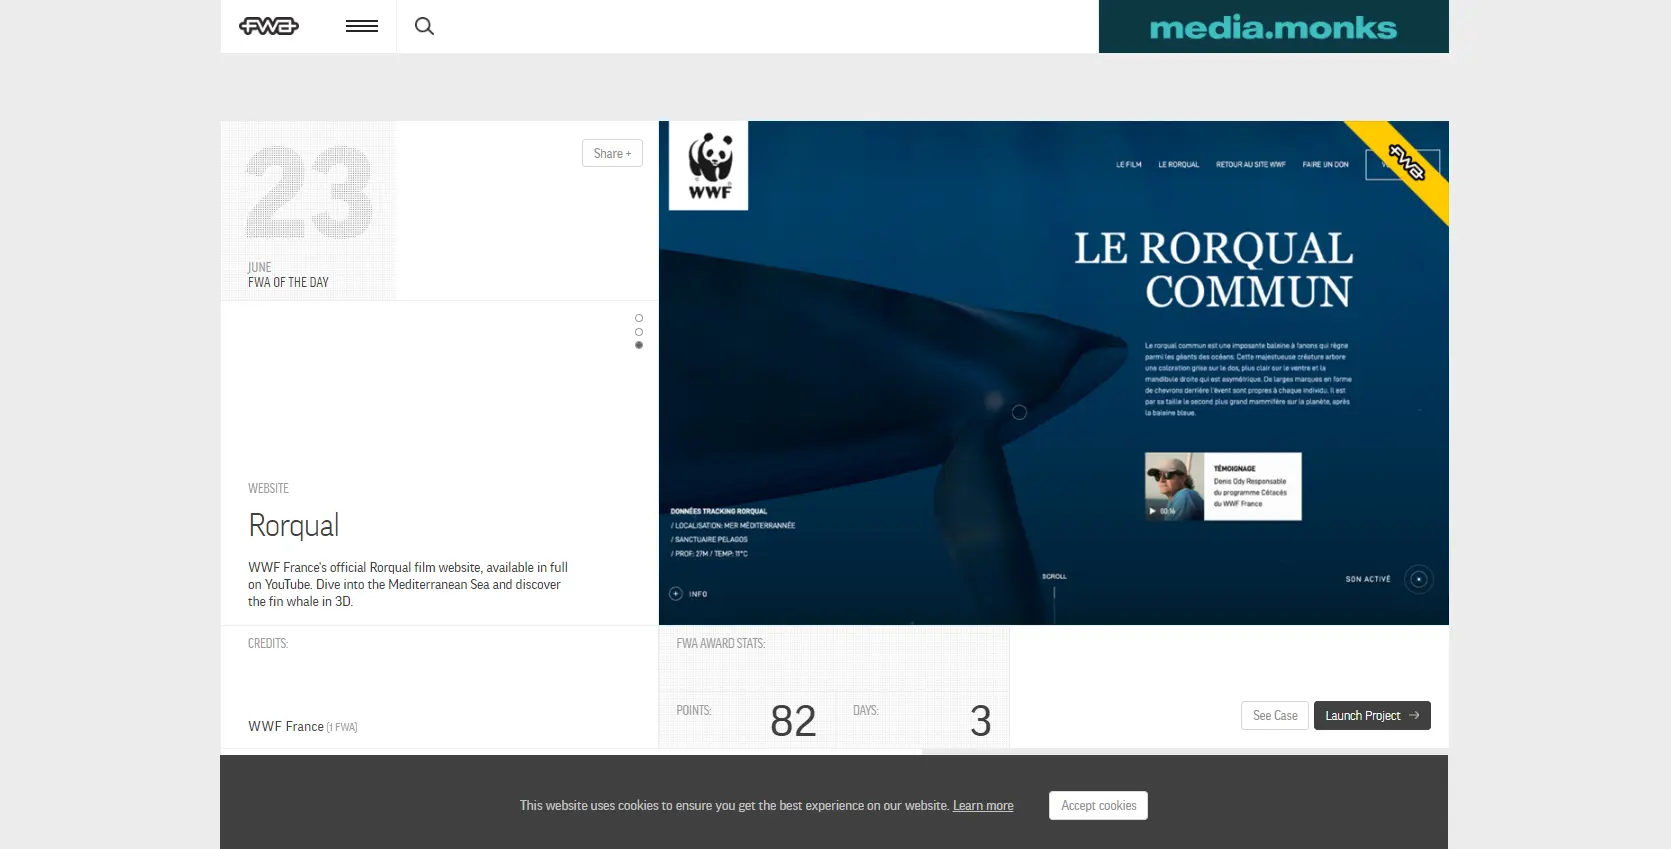 FWA
media.monks
23
Share +
JUNE
FWA OF THE DAY
WEBSITE
Rorqual
WWF France's official Rorqual film website, available in full
on YouTube. Dive into the Mediterranean Sea and discover
the fin whale in 3D.
WWF
LE FILM LE RORQUAL RETOUR AU SITE WWF FAIRE UN DON
FWA
LE RORQUAL
COMMUN
Le rorqual commun est une imposante baleine à fanons qui règne
parmi les géants des océans. Cette majestueuse créature arbore
une coloration grise sur le dos, plus clair sur le ventre et la
mandibule droite qui est asymétrique. De larges marques en forme
de chevrons derrière l'évent sont propres à chaque individu. Il est
par sa taille le second plus grand mammifère sur la planète, après
la baleine bleue.
TÉMOIGNAGE
Denis Ody Responsable
du programme Cétacés
du WWF France
00:16
DONNÉES TRACKING RORQUAL
/ LOCALISATION: MER MÉDITERRANNÉE
/ SANCTUAIRE PELAGOS
/ PROF: 27M / TEMP: 11°C
INFO
SCROLL
SON ACTIVÉ
CREDITS:
WWF France (1 FWA)
FWA AWARD STATS:
POINTS: 82
DAYS: 3
See Case
Launch Project →
This website uses cookies to ensure you get the best experience on our website. Learn more
Accept cookies